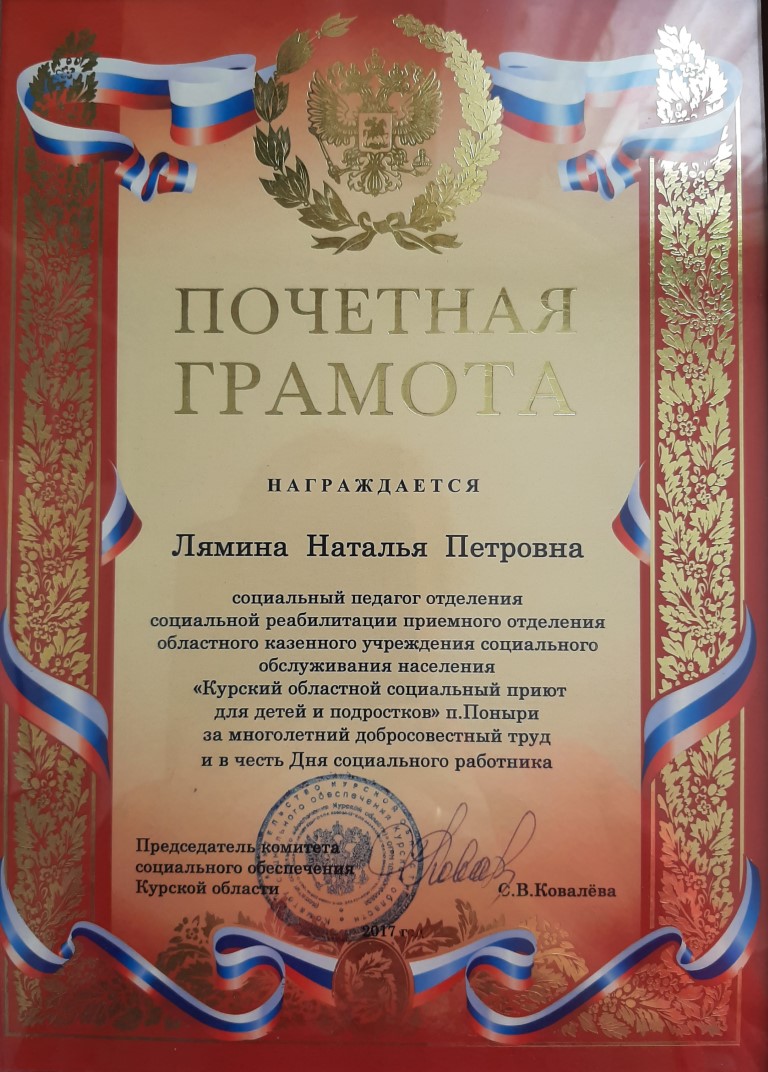 ПОЧЕТНАЯ
ГРАМОТА
НАГРАЖДАЕТСЯ
Лямина Наталья Петровна
социальный педагог отделения
социальной реабилитации приемного отделения
областного казенного учреждения социального
обслуживания населения
«Курский областной социальный приют
для детей и подростков» п.Поныри
за многолетний добросовестный труд
и в честь Дня социального работника
Председатель комитета
социального обеспечения
Курской области
С.В.Ковалёва
2017 год